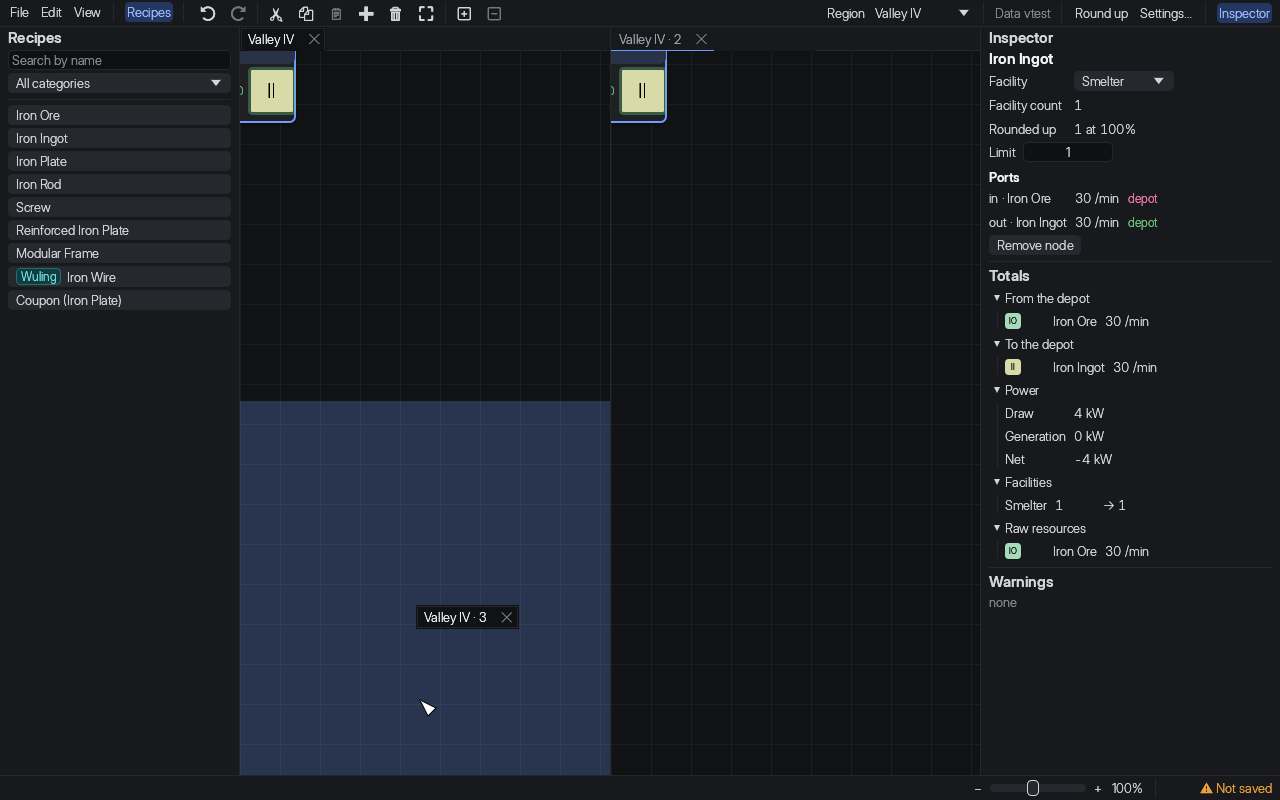 File Edit View Recipes Region Valley IV Data vtest Round up Settings... Inspector
Recipes
Search by name
All categories
Iron Ore
Iron Ingot
Iron Plate
Iron Rod
Screw
Reinforced Iron Plate
Modular Frame
Wuling Iron Wire
Coupon (Iron Plate)
Valley IV
Valley IV · 2
II
II
Valley IV · 3
Inspector
Iron Ingot
Facility Smelter
Facility count 1
Rounded up 1 at 100%
Limit 1
Ports
in · Iron Ore 30 /min depot
out · Iron Ingot 30 /min depot
Remove node
Totals
From the depot
IO Iron Ore 30 /min
To the depot
II Iron Ingot 30 /min
Power
Draw 4 kW
Generation 0 kW
Net -4 kW
Facilities
Smelter 1 → 1
Raw resources
IO Iron Ore 30 /min
Warnings
none
− + 100% Not saved